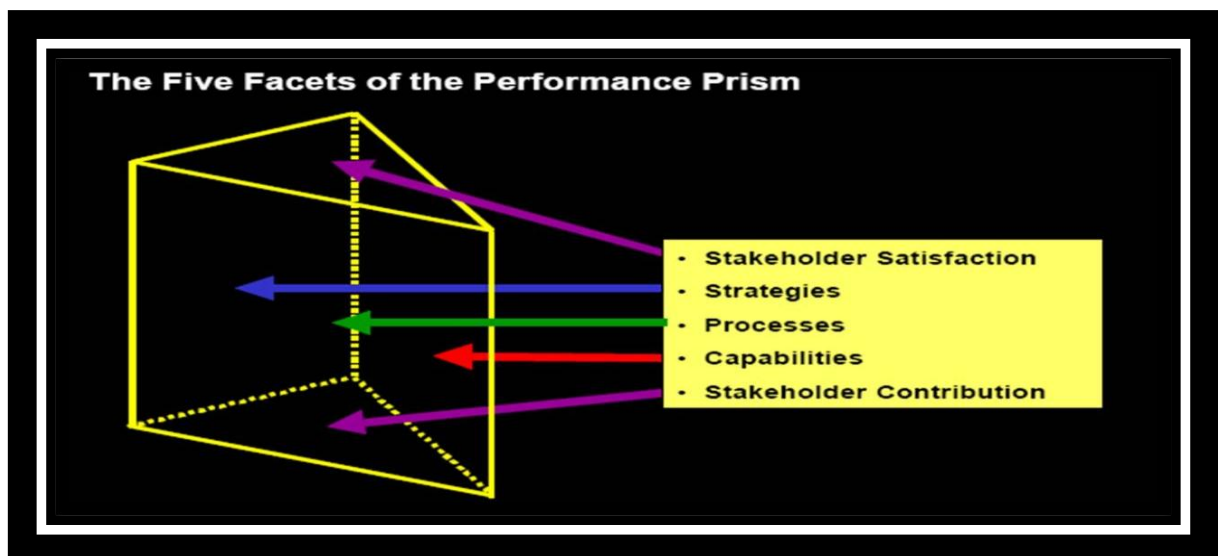 The Five Facets of the Performance Prism
• Stakeholder Satisfaction
• Strategies
• Processes
• Capabilities
• Stakeholder Contribution